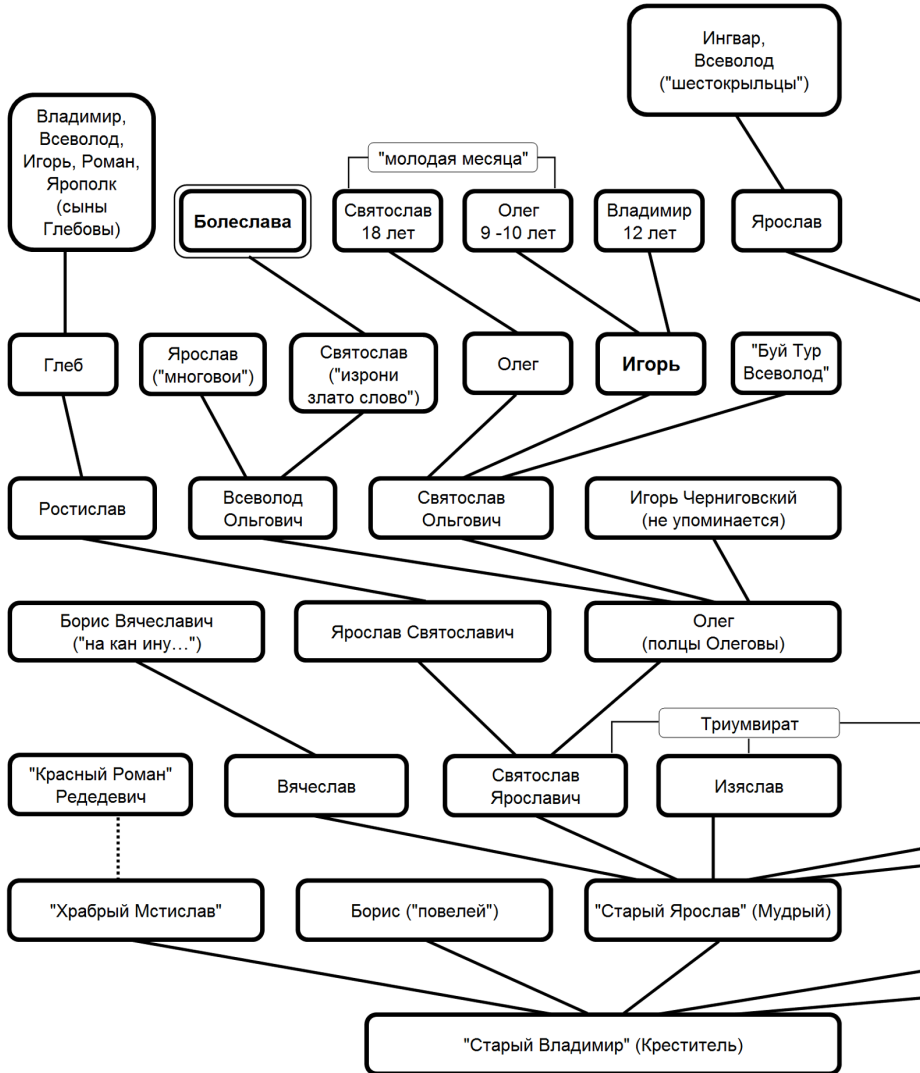 Ингвар,
Всеволод
("шестокрыльцы")
Владимир,
Всеволод,
Игорь, Роман,
Ярополк
(сыны
Глебовы)
"молодая месяца"
Болеслава
Святослав
18 лет
Олег
9 -10 лет
Владимир
12 лет
Ярослав
Глеб
Ярослав
("многовои")
Святослав
("изрони
злато слово")
Олег
Игорь
"Буй Тур
Всеволод"
Ростислав
Всеволод
Ольгович
Святослав
Ольгович
Игорь Черниговский
(не упоминается)
Борис Вячеславич
("на кан ину…")
Ярослав Святославич
Олег
(полцы Олеговы)
Триумвират
"Красный Роман"
Редедевич
Вячеслав
Святослав
Ярославич
Изяслав
"Храбрый Мстислав"
Борис ("повелей")
"Старый Ярослав" (Мудрый)
"Старый Владимир" (Креститель)